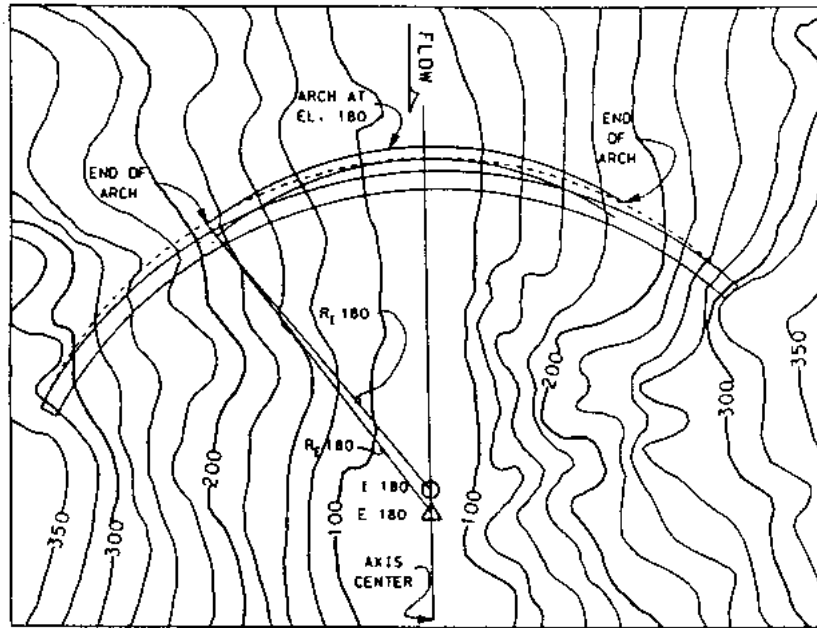 FLOW
ARCH AT
EL. 180
END
OF
ARCH
END OF
ARCH
R_I 180
R_E 180
I 180
E 180
AXIS
CENTER
350
300
200
100
100
200
300
350